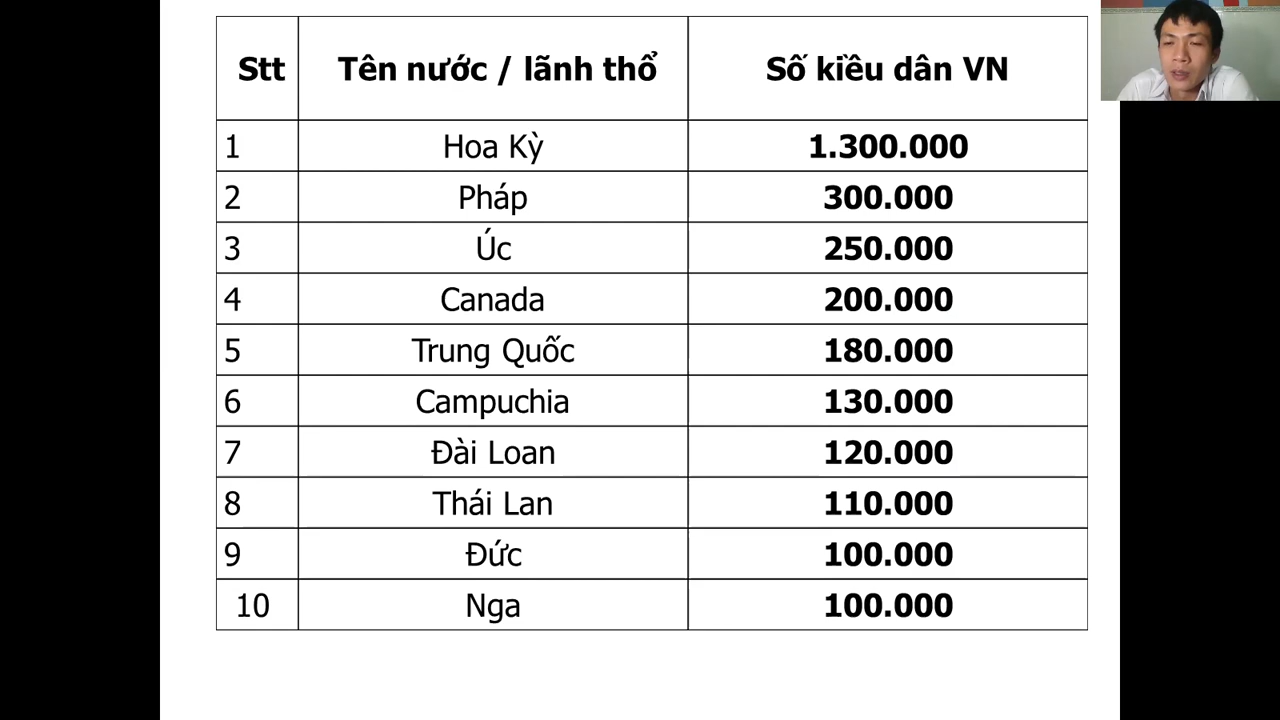 Stt Tên nước / lãnh thổ Số kiều dân VN
1 Hoa Kỳ 1.300.000
2 Pháp 300.000
3 Úc 250.000
4 Canada 200.000
5 Trung Quốc 180.000
6 Campuchia 130.000
7 Đài Loan 120.000
8 Thái Lan 110.000
9 Đức 100.000
10 Nga 100.000